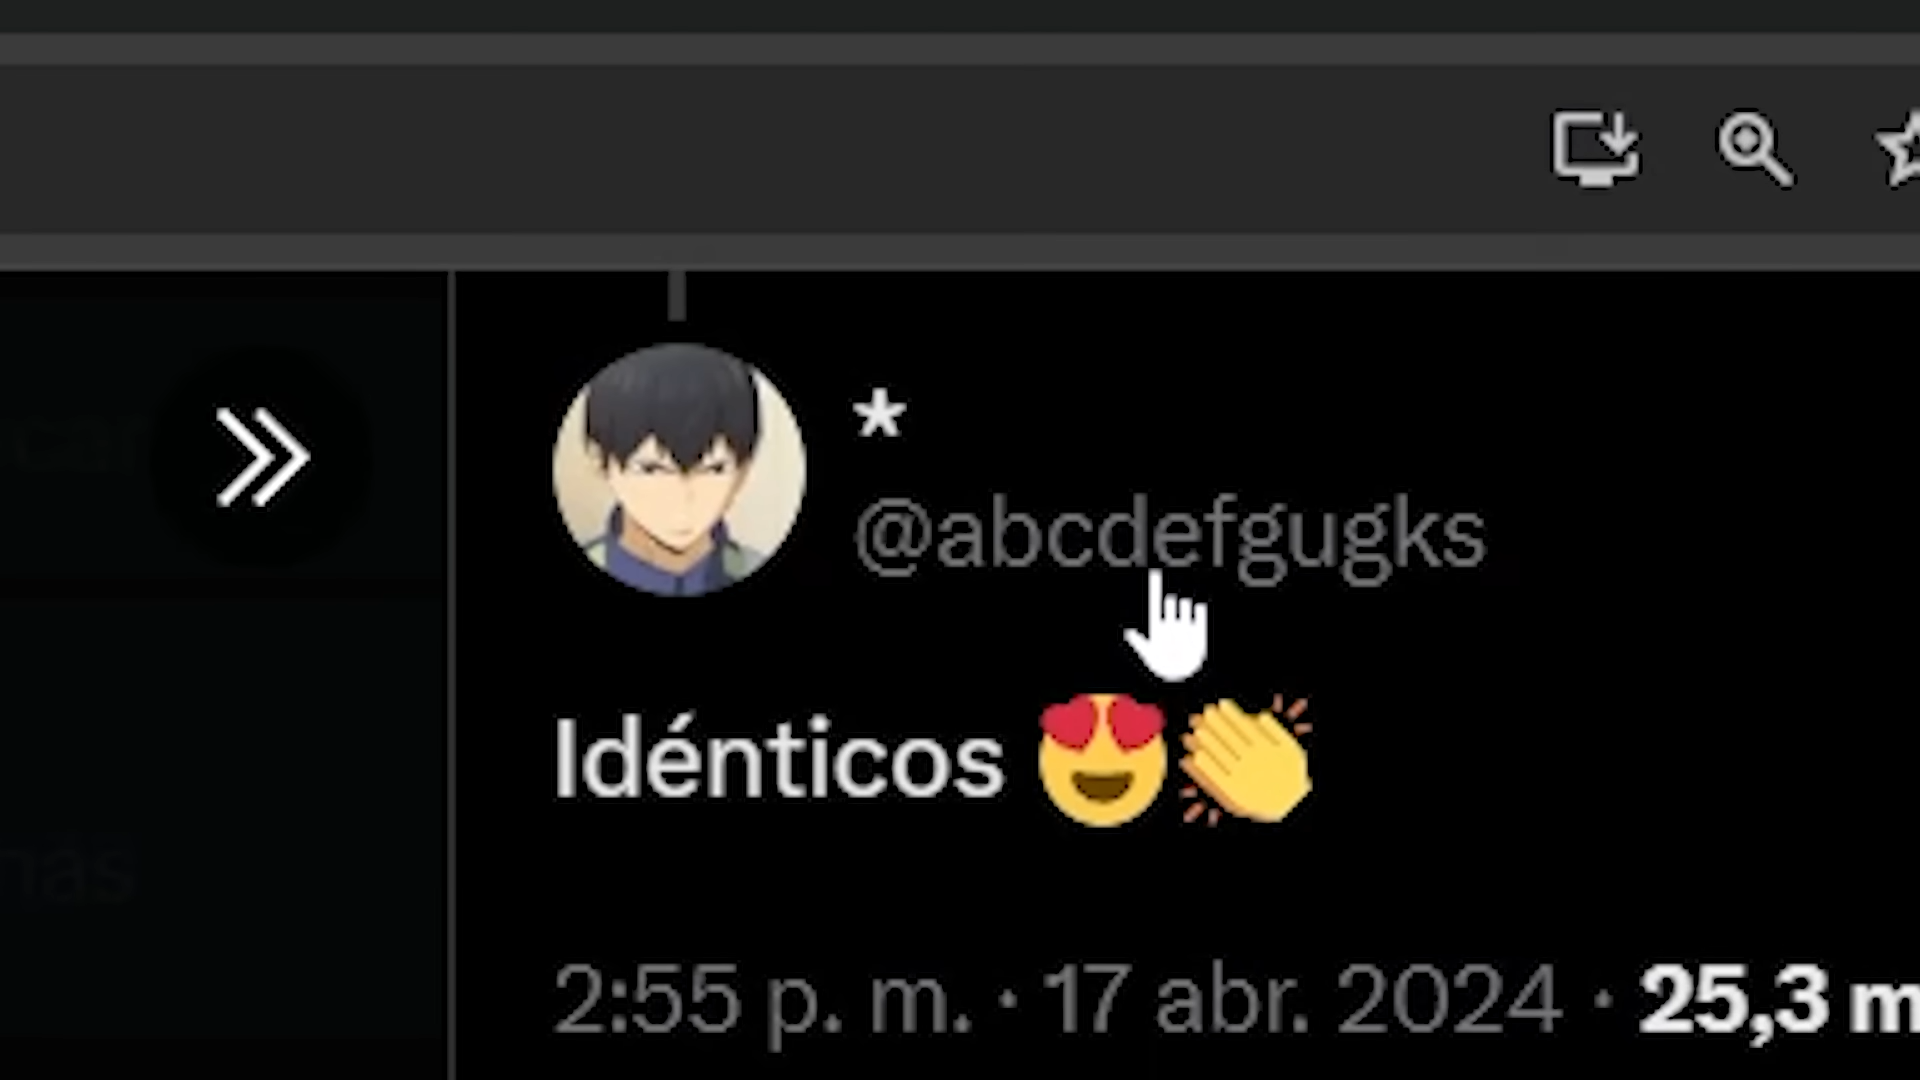 *
@abcdefgugks
Idénticos 😍👏
2:55 p. m. · 17 abr. 2024 · 25,3 m